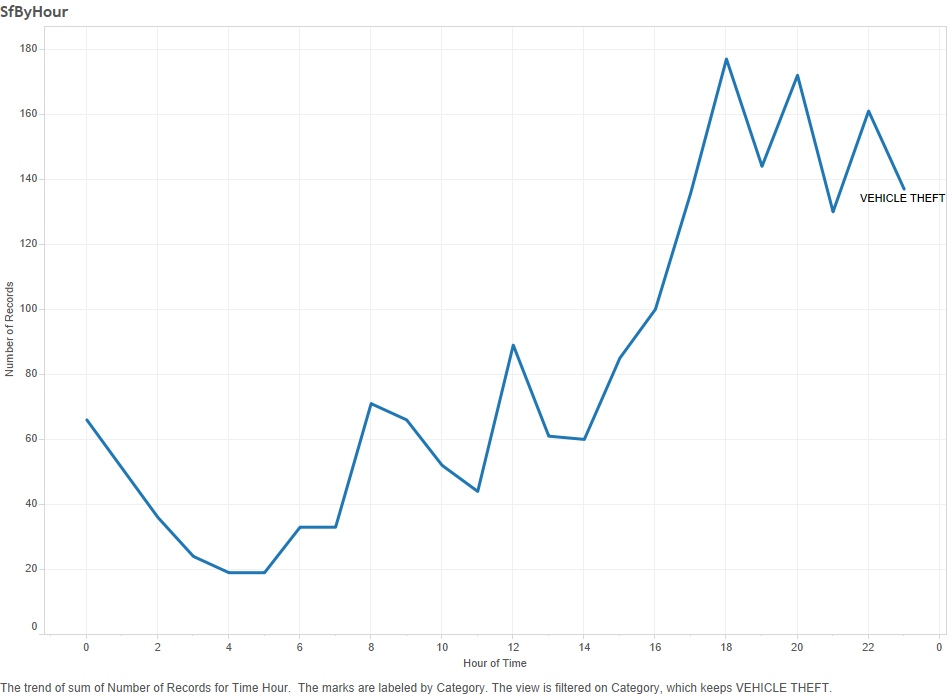 SfByHour
180
160
140
120
100
80
60
40
20
0
Number of Records
VEHICLE THEFT
0 2 4 6 8 10 12 14 16 18 20 22 0
Hour of Time
The trend of sum of Number of Records for Time Hour.  The marks are labeled by Category. The view is filtered on Category, which keeps VEHICLE THEFT.